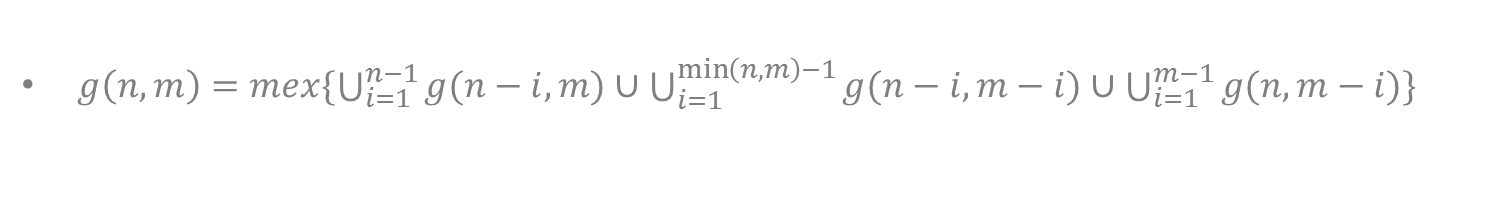 • g(n,m) = mex{⋃_{i=1}^{n−1} g(n−i,m) ∪ ⋃_{i=1}^{min(n,m)−1} g(n−i,m−i) ∪ ⋃_{i=1}^{m−1} g(n,m−i)}